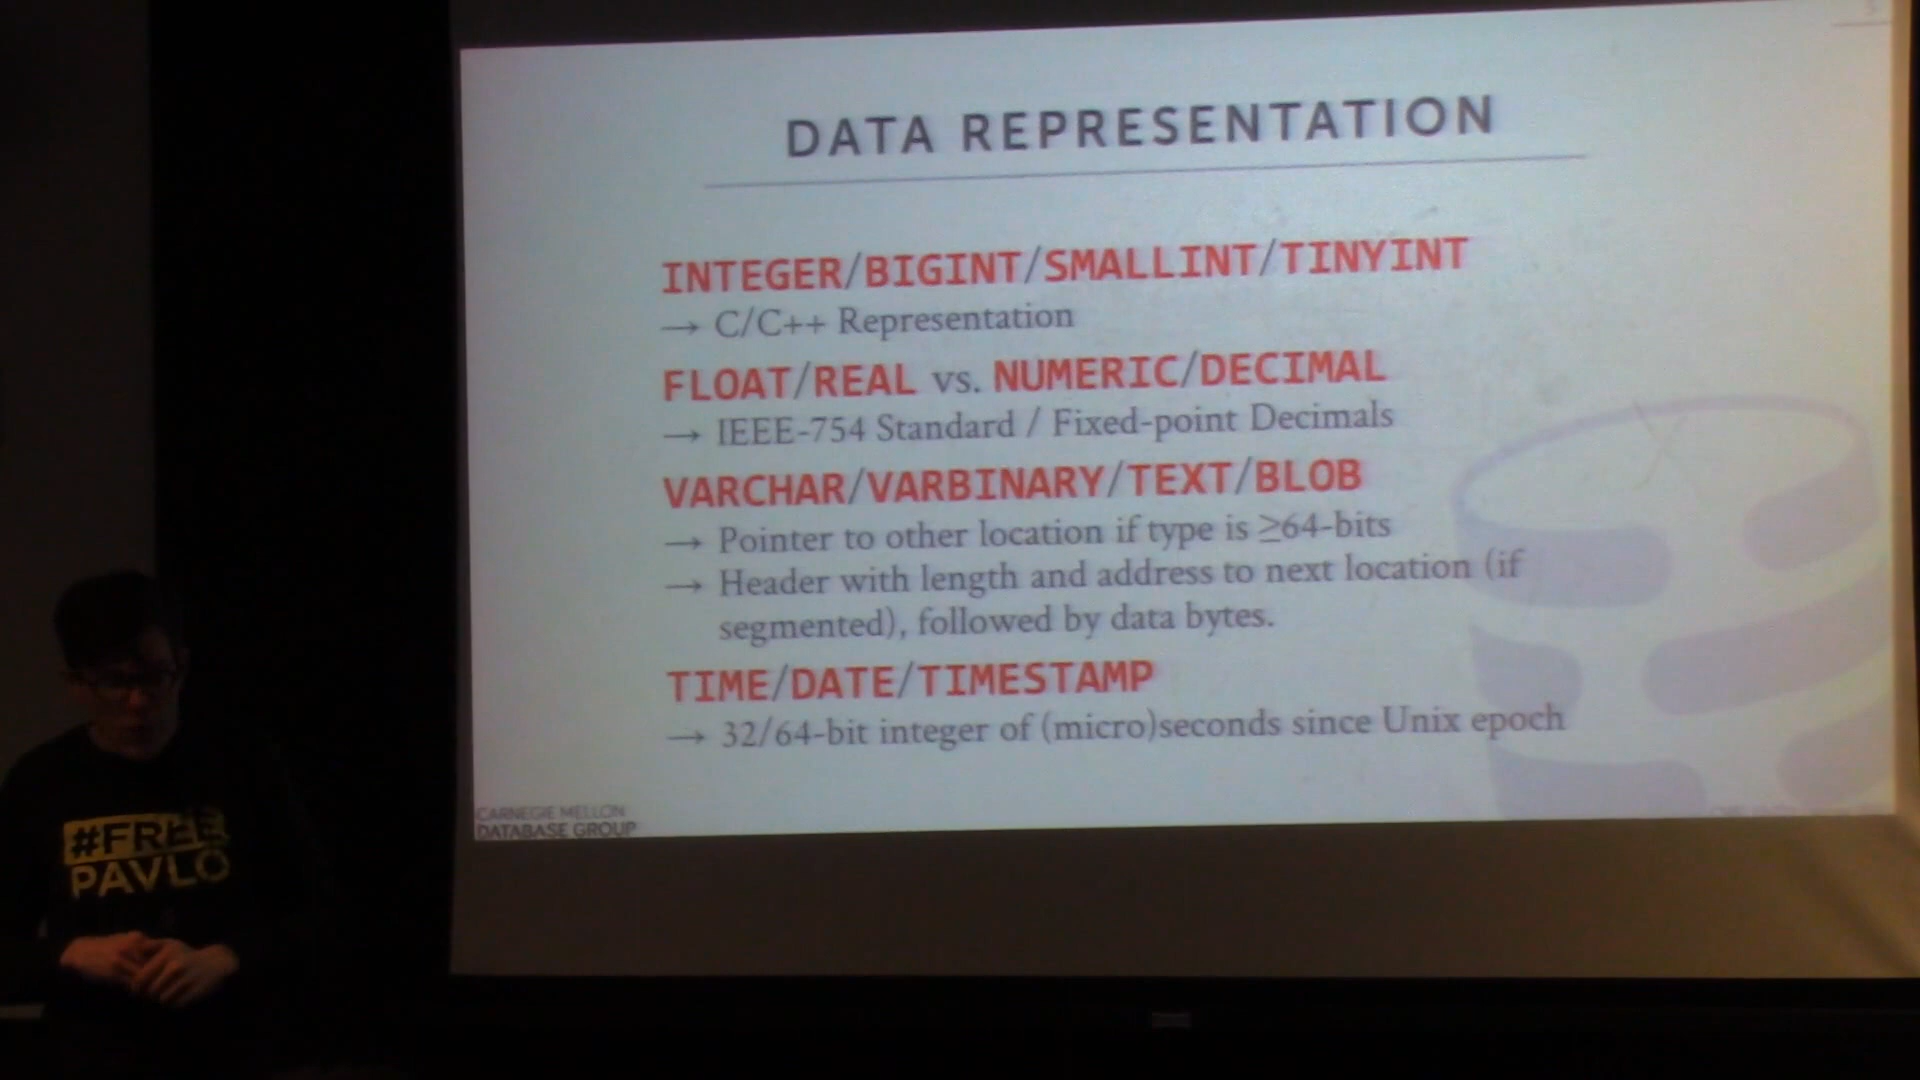 DATA REPRESENTATION
INTEGER/BIGINT/SMALLINT/TINYINT
→ C/C++ Representation
FLOAT/REAL vs. NUMERIC/DECIMAL
→ IEEE-754 Standard / Fixed-point Decimals
VARCHAR/VARBINARY/TEXT/BLOB
→ Pointer to other location if type is ≥64-bits
→ Header with length and address to next location (if
segmented), followed by data bytes.
TIME/DATE/TIMESTAMP
→ 32/64-bit integer of (micro)seconds since Unix epoch
CARNEGIE MELLON
DATABASE GROUP
#FREE
PAVLO